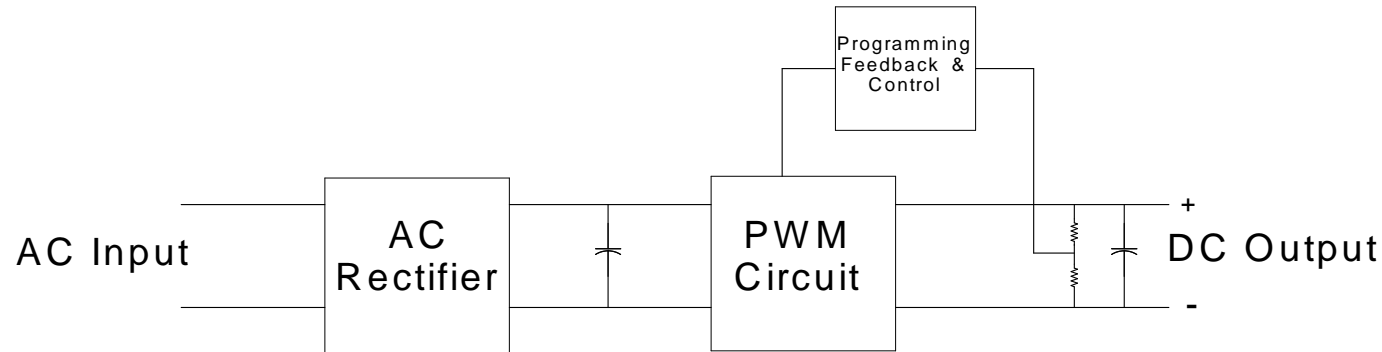 Programming
Feedback &
Control
AC Input
AC
Rectifier
PWM
Circuit
+
DC Output
-